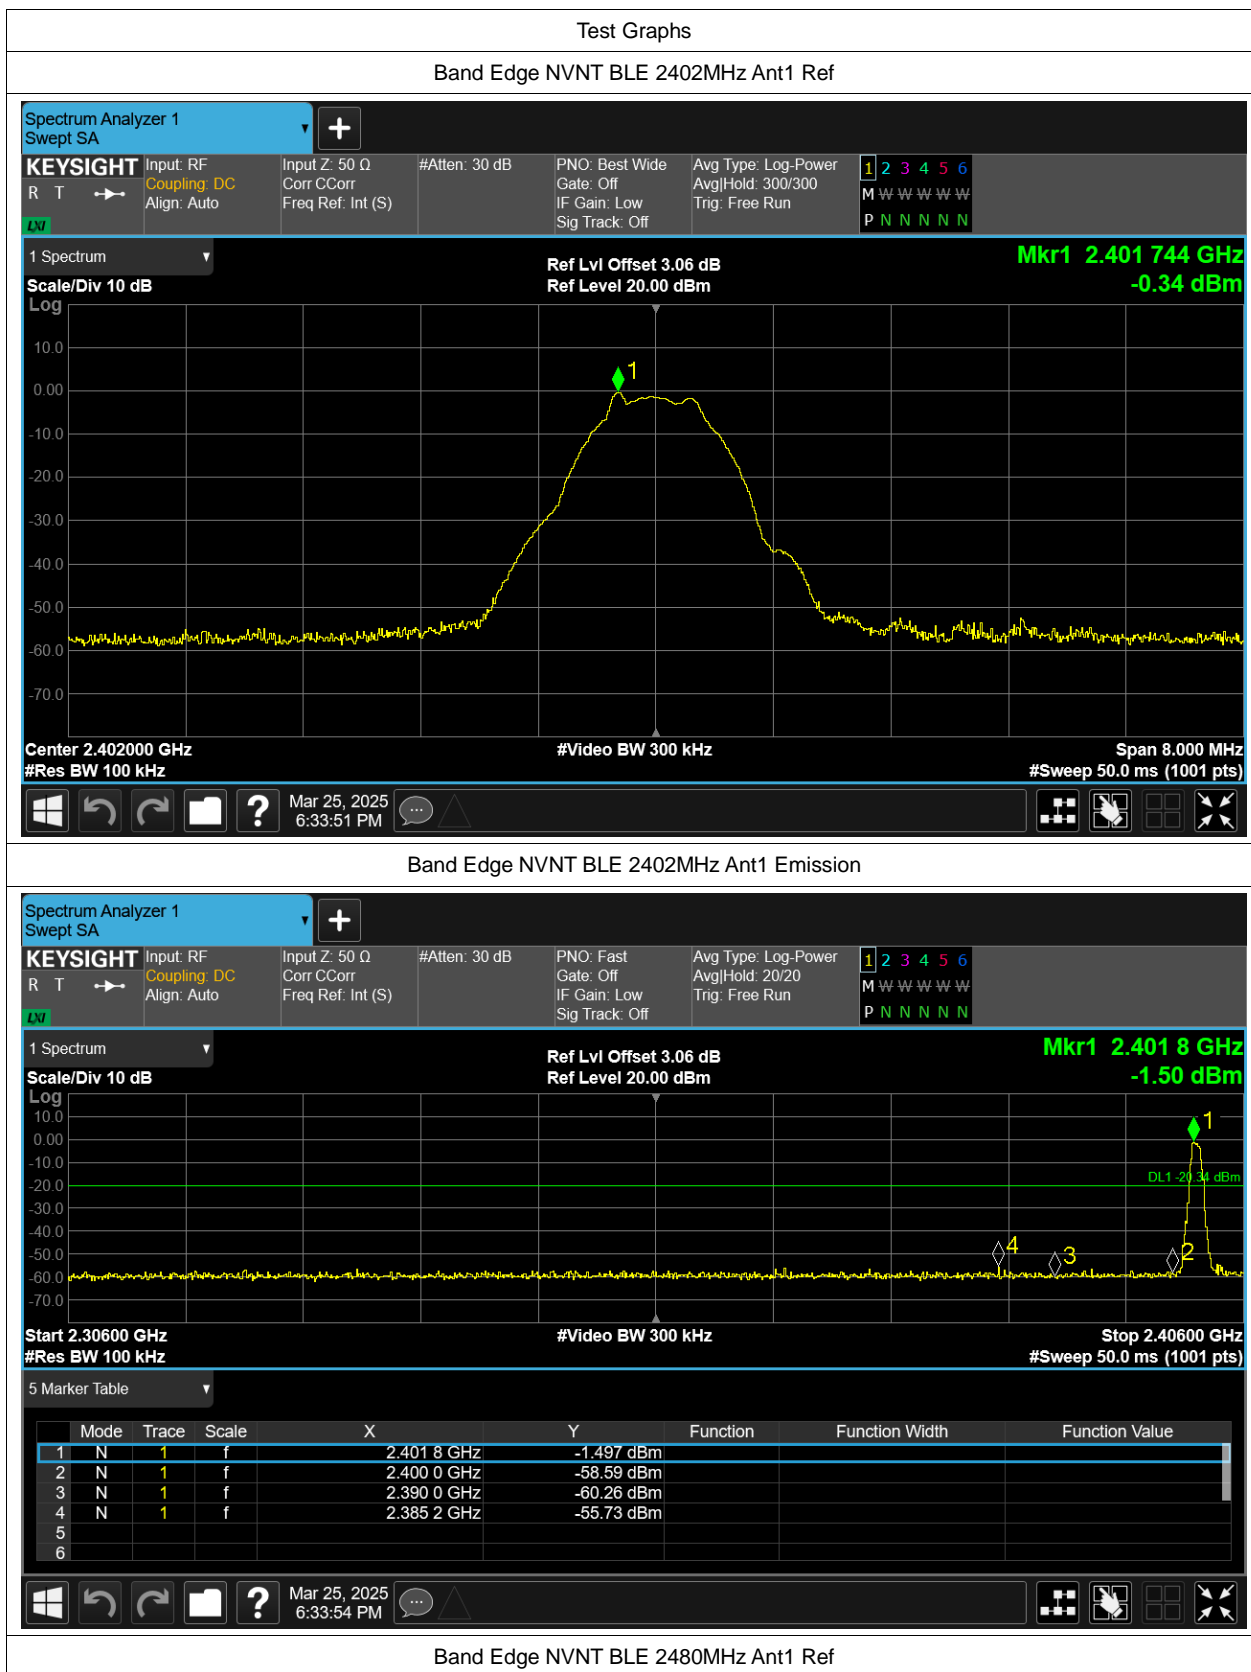 Test Graphs
Band Edge NVNT BLE 2402MHz Ant1 Ref
Spectrum Analyzer 1
Swept SA
+
KEYSIGHT
R T
LXI
Input: RF
Coupling: DC
Align: Auto
Input Z: 50 Ω
Corr CCorr
Freq Ref: Int (S)
#Atten: 30 dB
PNO: Best Wide
Gate: Off
IF Gain: Low
Sig Track: Off
Avg Type: Log-Power
Avg|Hold: 300/300
Trig: Free Run
1 2 3 4 5 6
M W W W W W
P N N N N N
1 Spectrum
Scale/Div 10 dB
Ref Lvl Offset 3.06 dB
Ref Level 20.00 dBm
Mkr1 2.401 744 GHz
-0.34 dBm
Log
10.0
0.00
-10.0
-20.0
-30.0
-40.0
-50.0
-60.0
-70.0
1
Center 2.402000 GHz
#Video BW 300 kHz
Span 8.000 MHz
#Res BW 100 kHz
#Sweep 50.0 ms (1001 pts)
?
Mar 25, 2025
6:33:51 PM
Band Edge NVNT BLE 2402MHz Ant1 Emission
Spectrum Analyzer 1
Swept SA
+
KEYSIGHT
R T
LXI
Input: RF
Coupling: DC
Align: Auto
Input Z: 50 Ω
Corr CCorr
Freq Ref: Int (S)
#Atten: 30 dB
PNO: Fast
Gate: Off
IF Gain: Low
Sig Track: Off
Avg Type: Log-Power
Avg|Hold: 20/20
Trig: Free Run
1 2 3 4 5 6
M W W W W W
P N N N N N
1 Spectrum
Scale/Div 10 dB
Ref Lvl Offset 3.06 dB
Ref Level 20.00 dBm
Mkr1 2.401 8 GHz
-1.50 dBm
Log
10.0
0.00
-10.0
-20.0
-30.0
-40.0
-50.0
-60.0
-70.0
1
DL1 -20.34 dBm
4
3
2
Start 2.30600 GHz
#Video BW 300 kHz
Stop 2.40600 GHz
#Res BW 100 kHz
#Sweep 50.0 ms (1001 pts)
5 Marker Table
Mode Trace Scale X Y Function Function Width Function Value
1 N 1 f 2.401 8 GHz -1.497 dBm
2 N 1 f 2.400 0 GHz -58.59 dBm
3 N 1 f 2.390 0 GHz -60.26 dBm
4 N 1 f 2.385 2 GHz -55.73 dBm
5
6
?
Mar 25, 2025
6:33:54 PM
Band Edge NVNT BLE 2480MHz Ant1 Ref